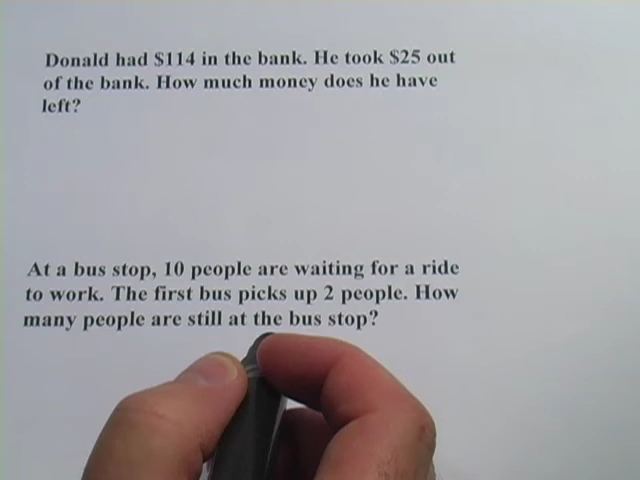 Donald had $114 in the bank. He took $25 out
of the bank. How much money does he have
left?
At a bus stop, 10 people are waiting for a ride
to work. The first bus picks up 2 people. How
many people are still at the bus stop?